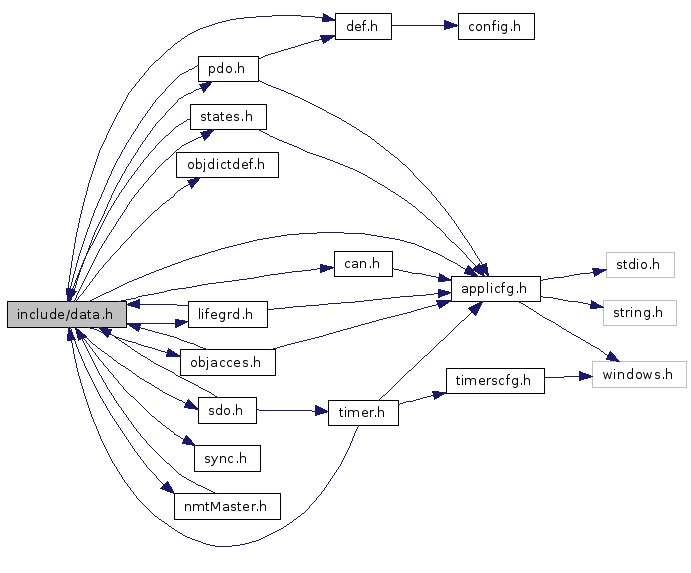 def.h
config.h
pdo.h
states.h
objdictdef.h
can.h
stdio.h
applicfg.h
include/data.h
lifegrd.h
string.h
objacces.h
windows.h
timerscfg.h
sdo.h
timer.h
sync.h
nmtMaster.h